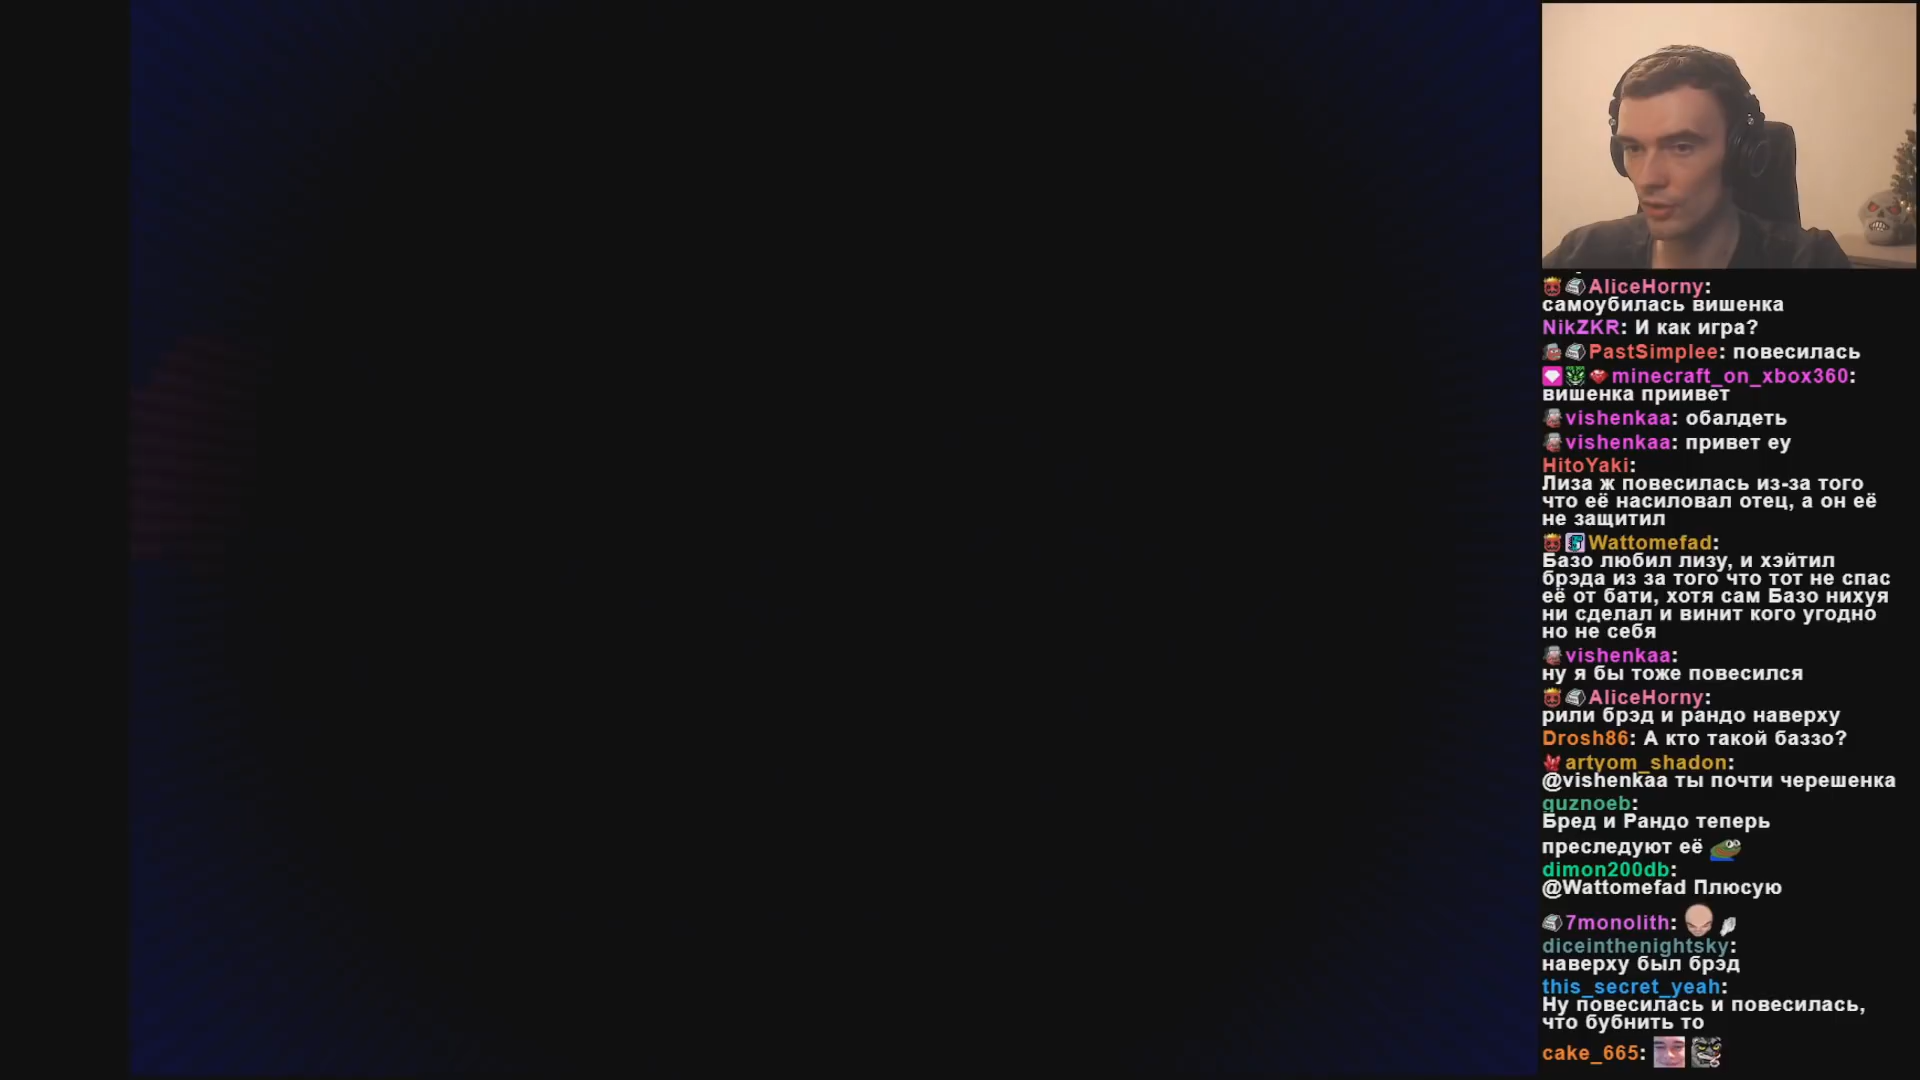 AliceHorny:
самоубилась вишенка
NikZKR: И как игра?
PastSimplee: повесилась
minecraft_on_xbox360:
вишенка приивет
vishenkaa: обалдеть
vishenkaa: привет еу
HitoYaki:
Лиза ж повесилась из-за того
что её насиловал отец, а он её
не защитил
Wattomefad:
Базо любил лизу, и хэйтил
брэда из за того что тот не спас
её от бати, хотя сам Базо нихуя
ни сделал и винит кого угодно
но не себя
vishenkaa:
ну я бы тоже повесился
AliceHorny:
рили брэд и рандо наверху
Drosh86: А кто такой баззо?
artyom_shadon:
@vishenkaa ты почти черешенка
quznoeb:
Бред и Рандо теперь
преследуют её
dimon200db:
@Wattomefad Плюсую
7monolith:
diceinthenightsky:
наверху был брэд
this_secret_yeah:
Ну повесилась и повесилась,
что бубнить то
cake_665: